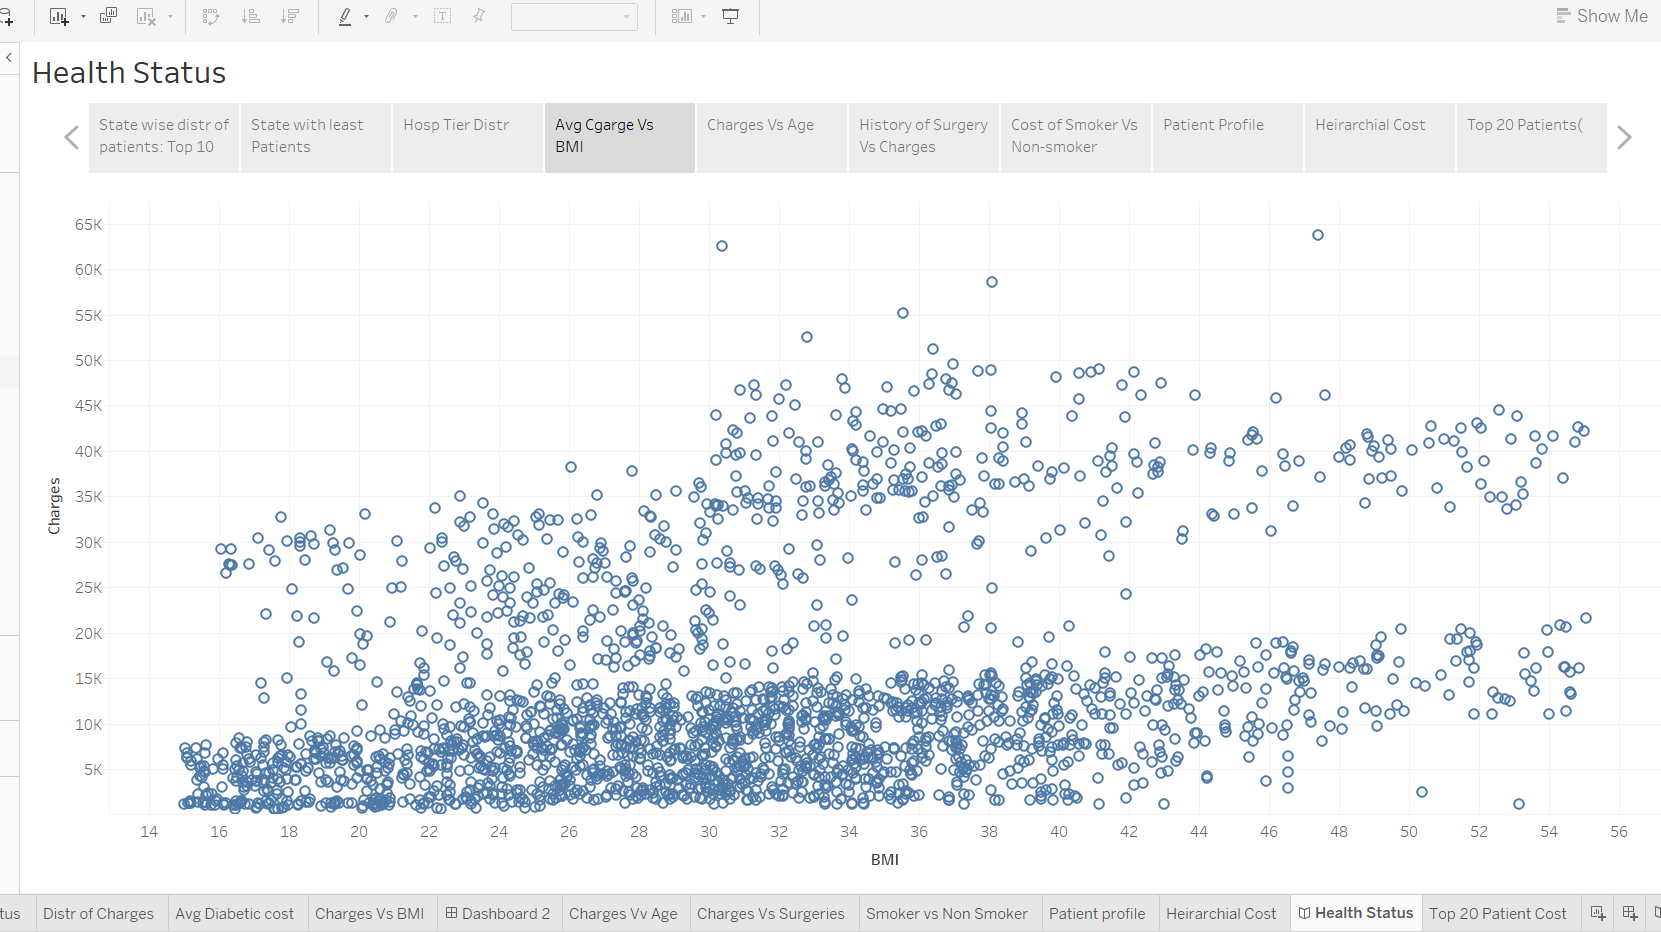 Show Me
Health Status
State wise distr of
patients: Top 10
State with least
Patients
Hosp Tier Distr
Avg Cgarge Vs
BMI
Charges Vs Age
History of Surgery
Vs Charges
Cost of Smoker Vs
Non-smoker
Patient Profile
Heirarchial Cost
Top 20 Patients(
65K
60K
55K
50K
45K
40K
35K
30K
25K
20K
15K
10K
5K
Charges
14 16 18 20 22 24 26 28 30 32 34 36 38 40 42 44 46 48 50 52 54 56
BMI
tus Distr of Charges Avg Diabetic cost Charges Vs BMI Dashboard 2 Charges Vv Age Charges Vs Surgeries Smoker vs Non Smoker Patient profile Heirarchial Cost Health Status Top 20 Patient Cost